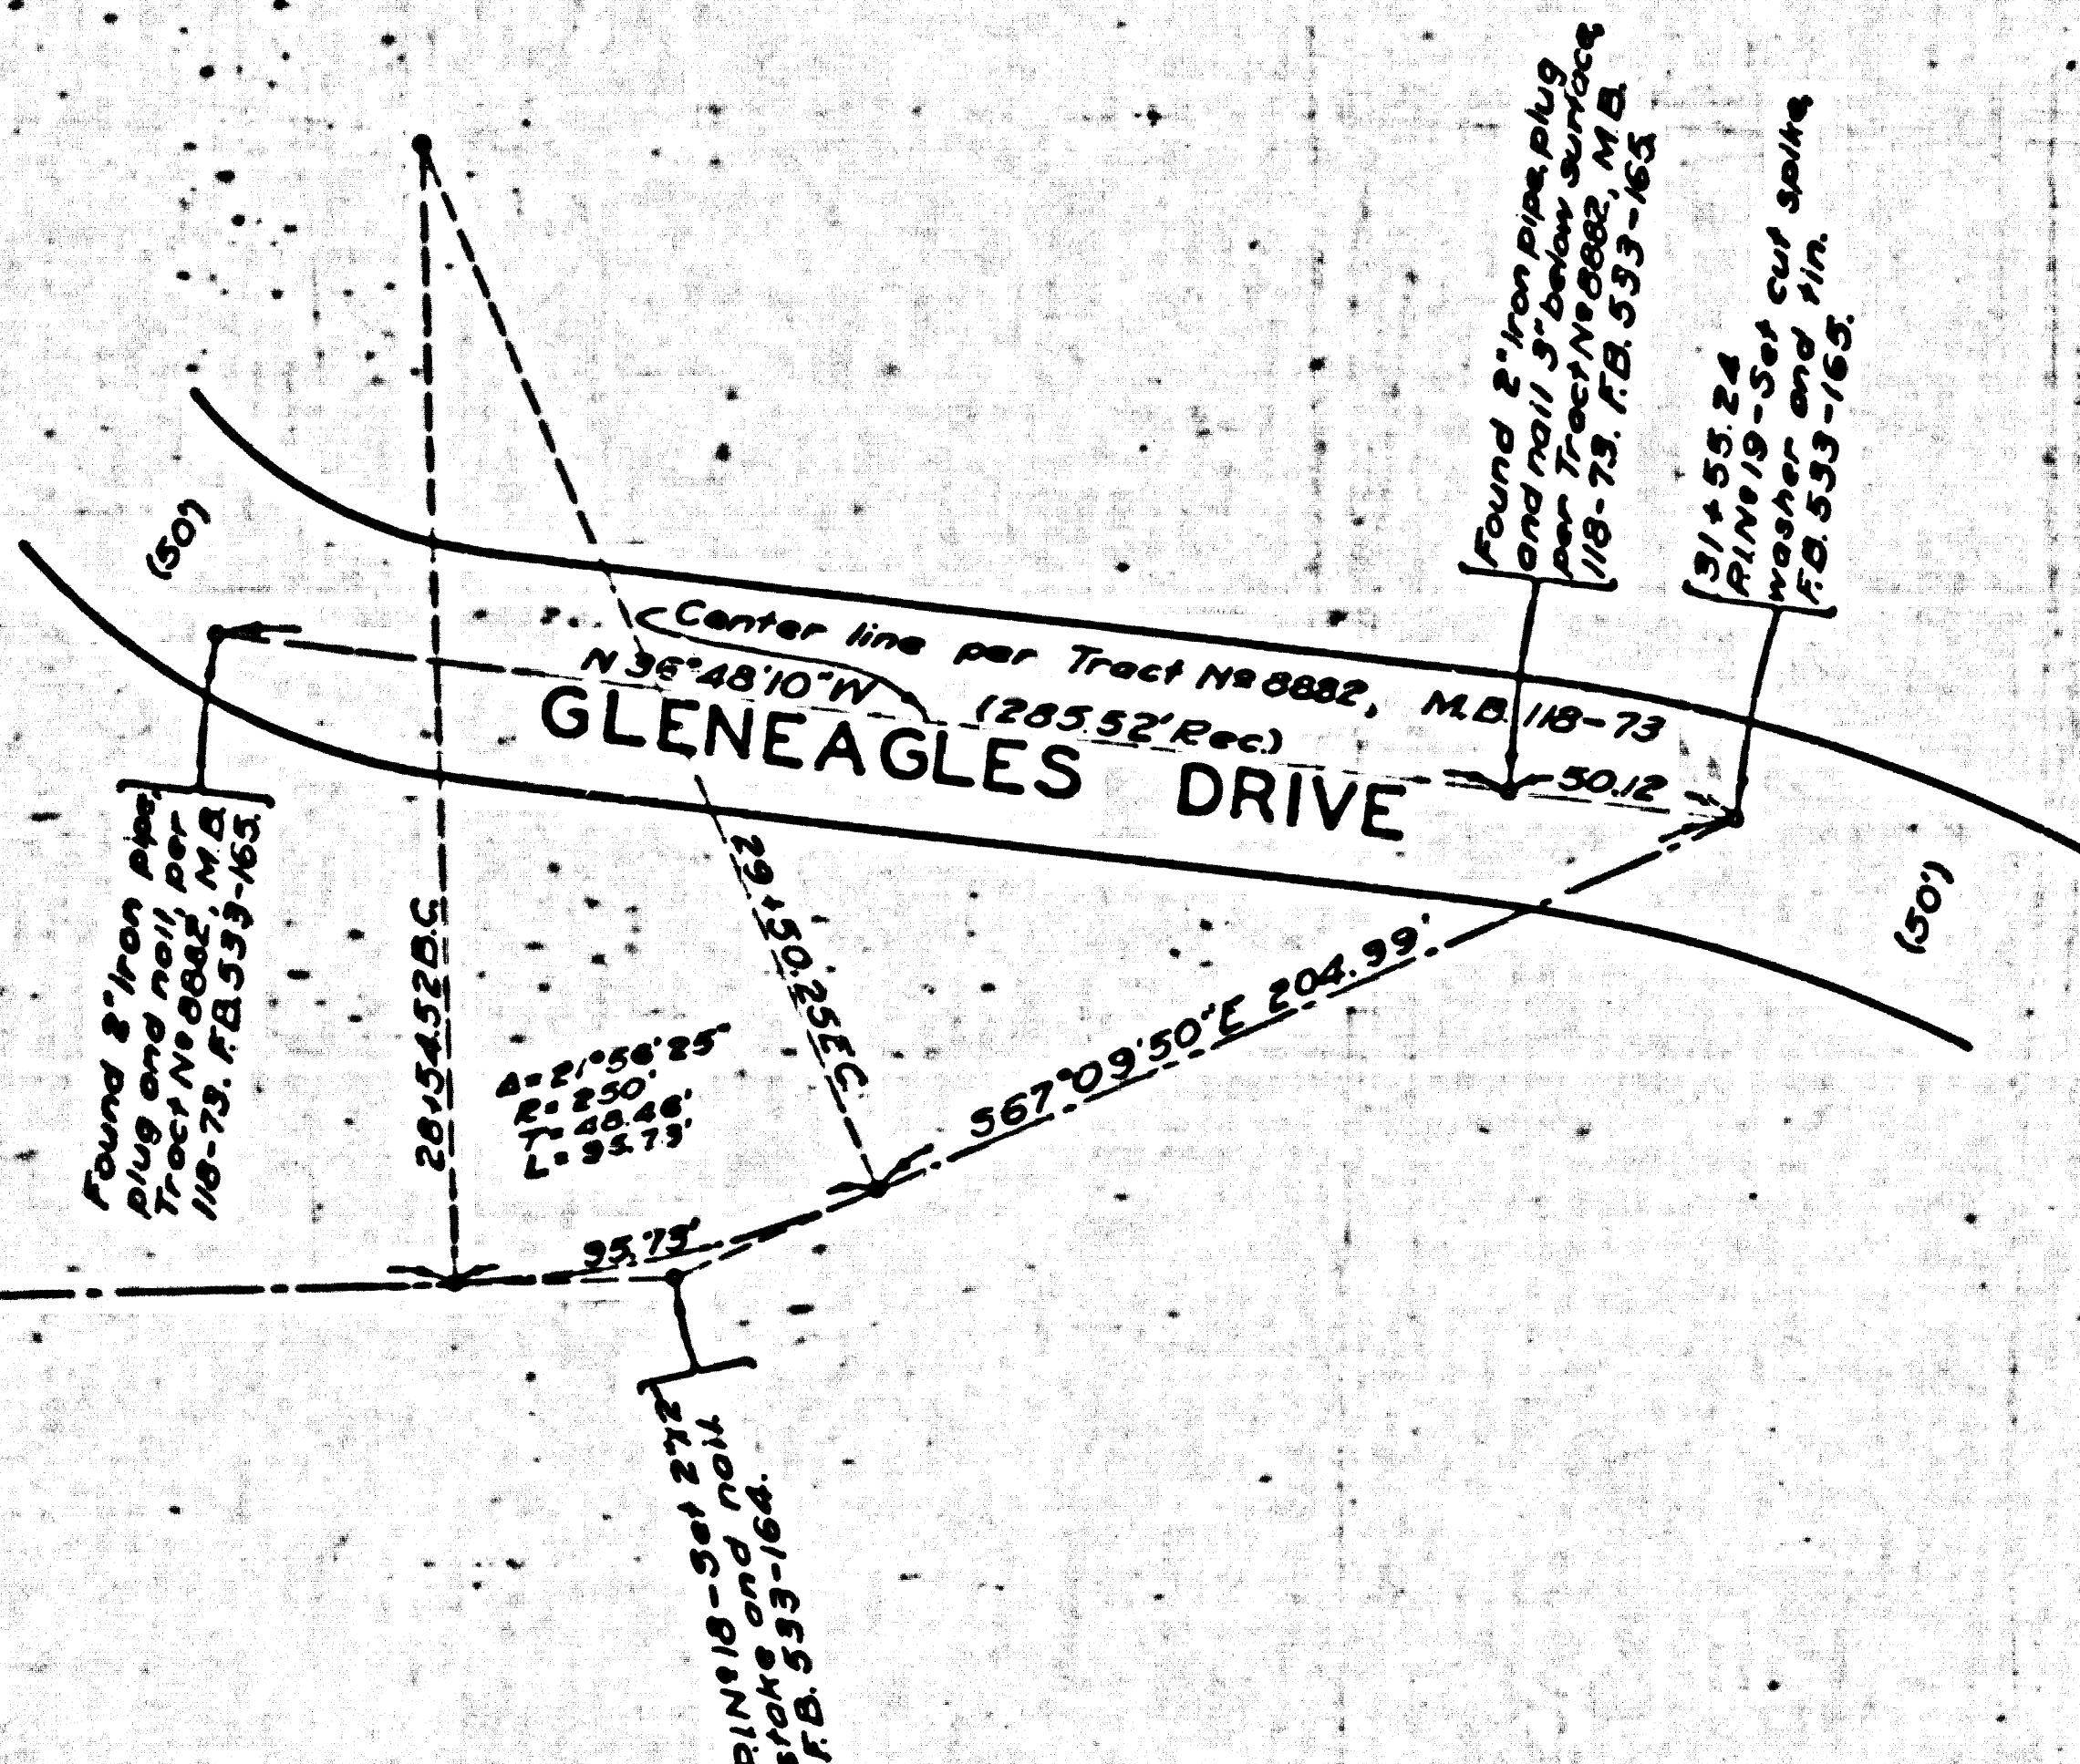 Found 2" Iron pipe, plug
and nail 3" below surface,
per Tract № 8882, M.B.
118-73. F.B. 533-165.
31+55.24
P.I. № 19-Set cut spike,
washer and tin.
F.B. 533-165.
(50')
Center line per Tract № 8882, M.B. 118-73
N 36°48'10" W (285.52' Rec.)
GLENEAGLES DRIVE
50.12
(50')
Found 2" Iron pipe,
plug and nail, per
Tract № 8882, M.B.
118-73. F.B. 533-165.
28+54.52 B.C.
29+50.25 E.C.
Δ= 21°56'25"
R= 250'
T= 48.46'
L= 95.73'
S67°09'50"E 204.99'
95.73'
P.I. № 18-Set 2"x2"
stake and nail.
F.B. 533-164.